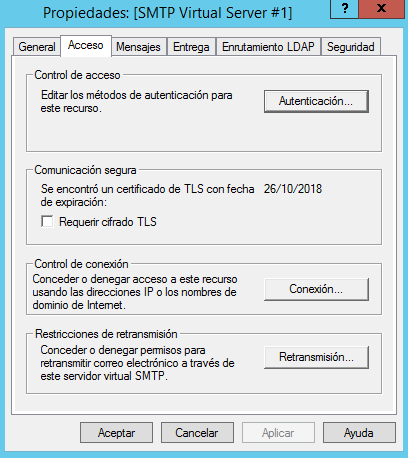 Propiedades: [SMTP Virtual Server #1]
? x
General Acceso Mensajes Entrega Enrutamiento LDAP Seguridad
Control de acceso
Editar los métodos de autenticación para
este recurso.
Autenticación...
Comunicación segura
Se encontró un certificado de TLS con fecha
de expiración:
26/10/2018
Requerir cifrado TLS
Control de conexión
Conceder o denegar acceso a este recurso
usando las direcciones IP o los nombres de
dominio de Internet.
Conexión...
Restricciones de retransmisión
Conceder o denegar permisos para
retransmitir correo electrónico a través de
este servidor virtual SMTP.
Retransmisión...
Aceptar Cancelar Aplicar Ayuda